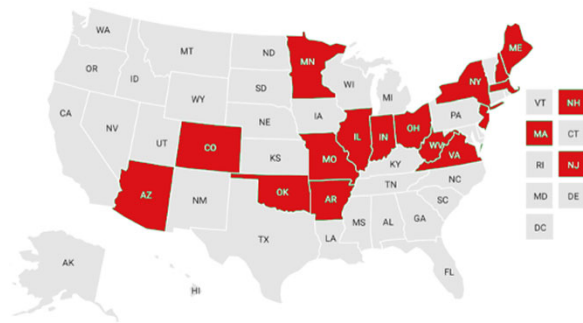 WA
MT
ND
MN
ME
OR
ID
SD
WI
NY
WY
MI
VT NH
NE
IA
PA
CA
NV
UT
CO
KS
MO
IL
IN
OH
WV
VA
MA CT
KY
RI NJ
AZ
NM
OK
AR
TN
NC
SC
MD DE
TX
LA
MS
AL
GA
DC
AK
HI
FL